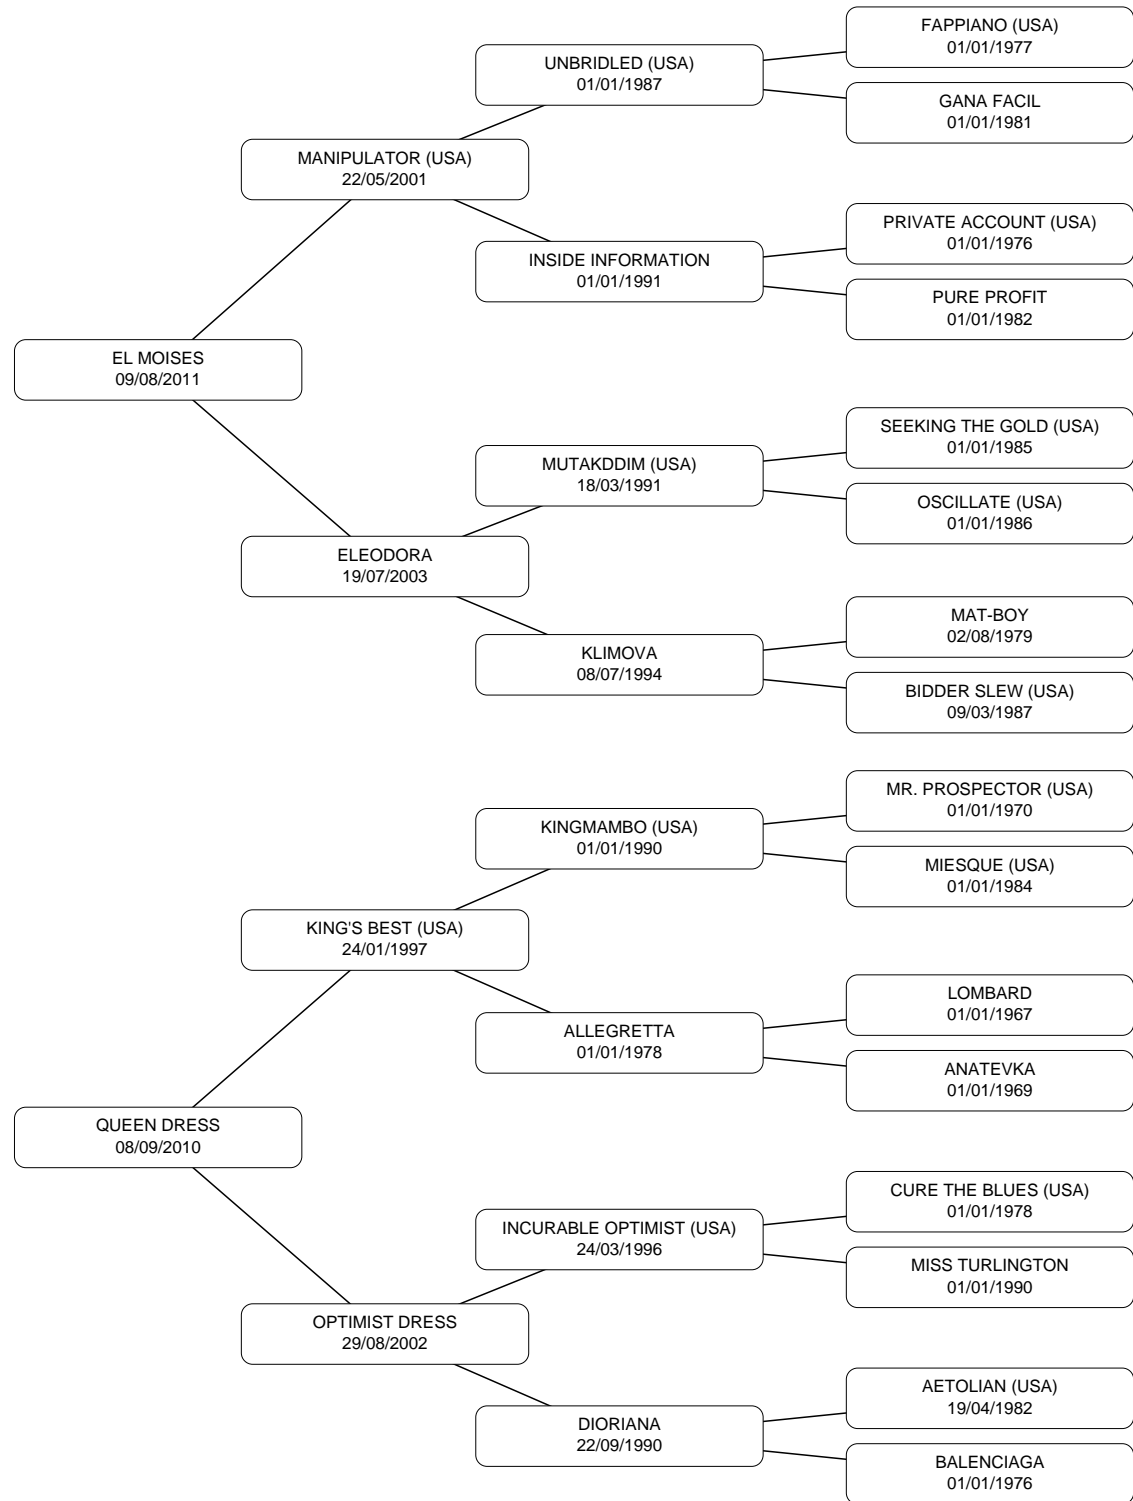 FAPPIANO (USA)
01/01/1977
UNBRIDLED (USA)
01/01/1987
GANA FACIL
01/01/1981
MANIPULATOR (USA)
22/05/2001
PRIVATE ACCOUNT (USA)
01/01/1976
INSIDE INFORMATION
01/01/1991
PURE PROFIT
01/01/1982
EL MOISES
09/08/2011
SEEKING THE GOLD (USA)
01/01/1985
MUTAKDDIM (USA)
18/03/1991
OSCILLATE (USA)
01/01/1986
ELEODORA
19/07/2003
MAT-BOY
02/08/1979
KLIMOVA
08/07/1994
BIDDER SLEW (USA)
09/03/1987
MR. PROSPECTOR (USA)
01/01/1970
KINGMAMBO (USA)
01/01/1990
MIESQUE (USA)
01/01/1984
KING'S BEST (USA)
24/01/1997
LOMBARD
01/01/1967
ALLEGRETTA
01/01/1978
ANATEVKA
01/01/1969
QUEEN DRESS
08/09/2010
CURE THE BLUES (USA)
01/01/1978
INCURABLE OPTIMIST (USA)
24/03/1996
MISS TURLINGTON
01/01/1990
OPTIMIST DRESS
29/08/2002
AETOLIAN (USA)
19/04/1982
DIORIANA
22/09/1990
BALENCIAGA
01/01/1976